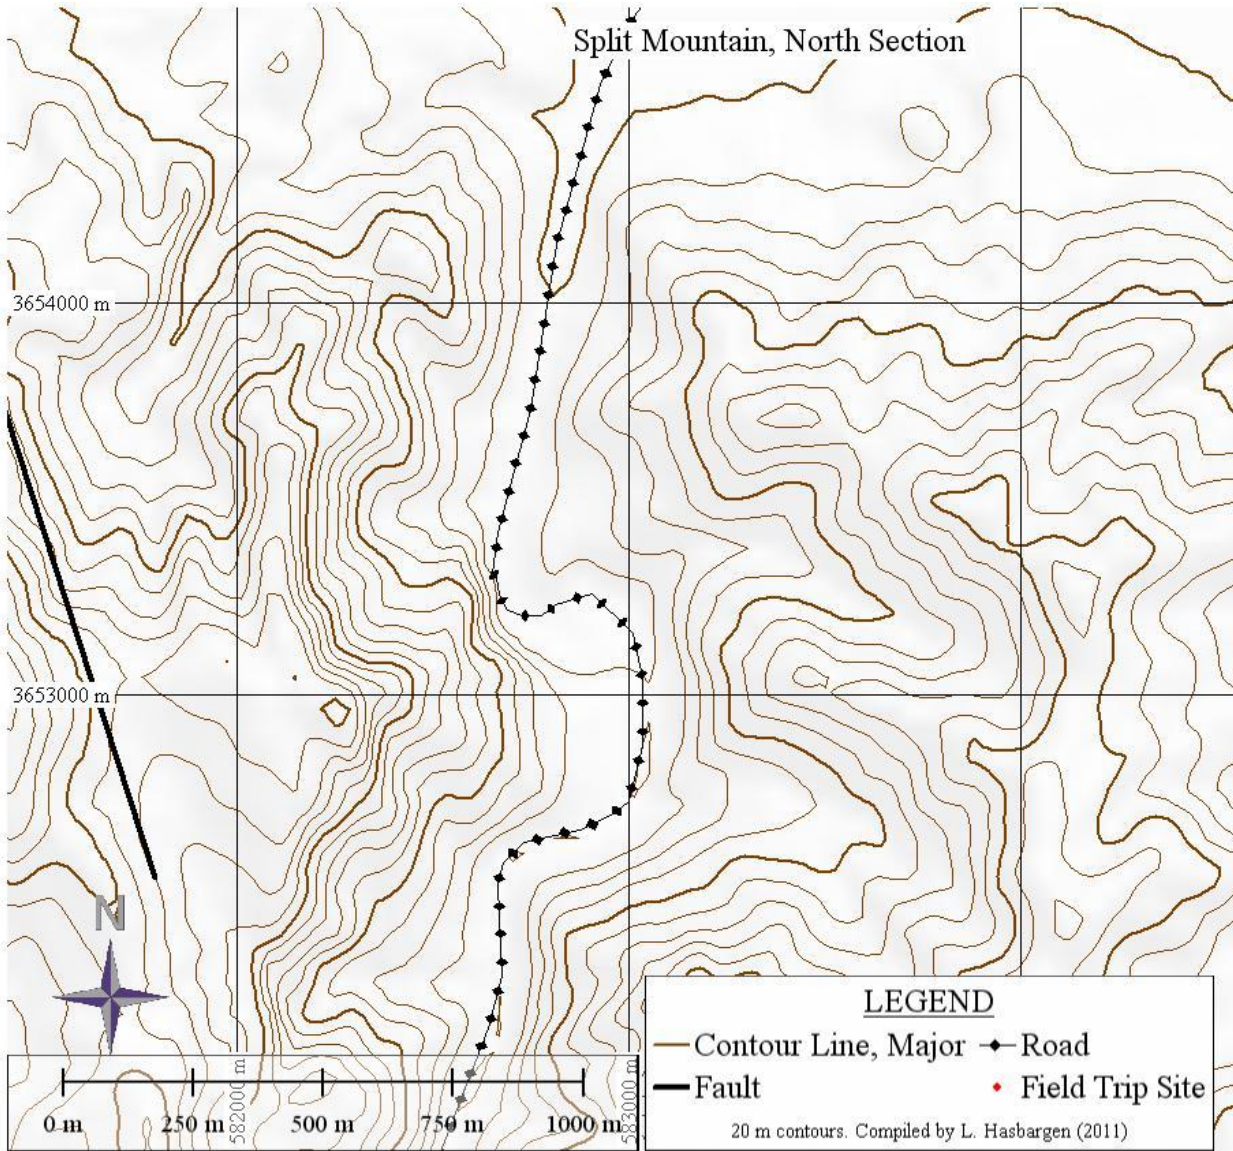 Split Mountain, North Section
3654000 m
3653000 m
N
LEGEND
Contour Line, Major
Road
Fault
Field Trip Site
20 m contours. Compiled by L. Hasbargen (2011)
0 m
250 m
500 m
750 m
1000 m
582000 m
583000 m